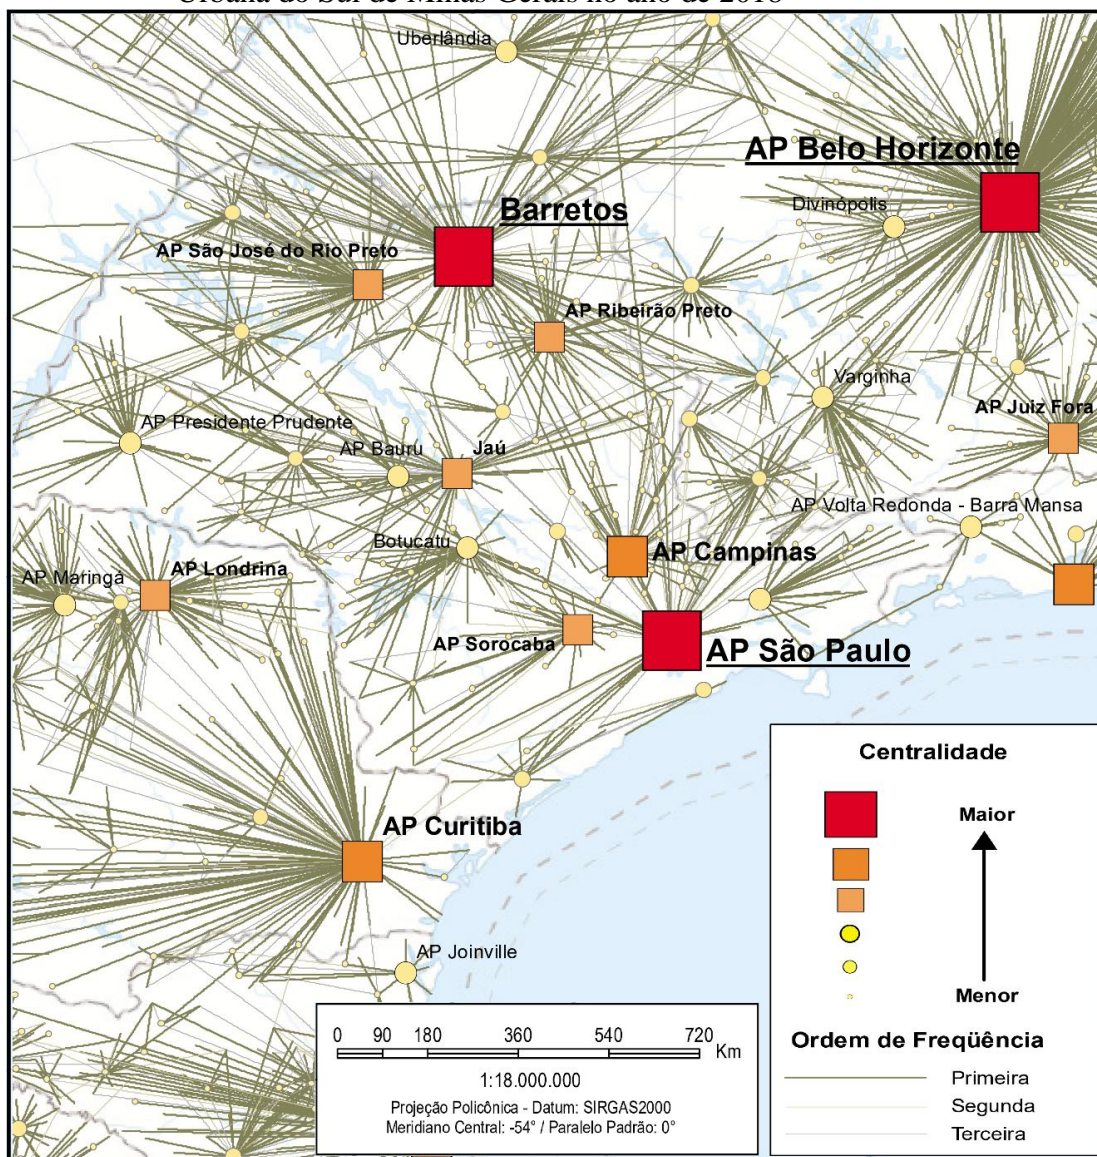 Urbana do Sul de Minas Gerais no ano de 2018
Uberlândia
AP Belo Horizonte
Divinópolis
Barretos
AP São José do Rio Preto
AP Ribeirão Preto
Varginha
AP Juiz Fora
AP Presidente Prudente
AP Bauru
Jaú
AP Volta Redonda - Barra Mansa
Botucatu
AP Campinas
AP Maringá
AP Londrina
AP Sorocaba
AP São Paulo
AP Curitiba
AP Joinville
Centralidade
Maior
Menor
Ordem de Freqüência
Primeira
Segunda
Terceira
0 90 180 360 540 720
Km
1:18.000.000
Projeção Policônica - Datum: SIRGAS2000
Meridiano Central: -54° / Paralelo Padrão: 0°